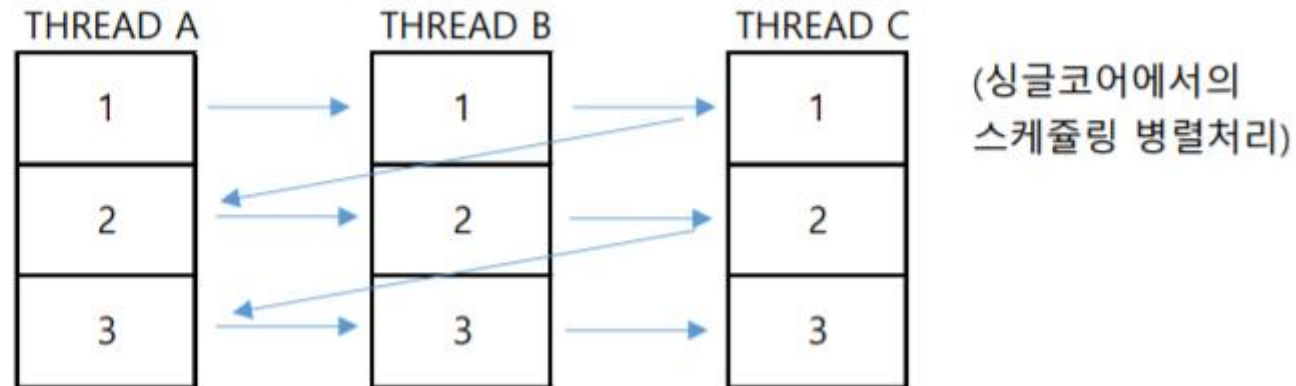 THREAD A THREAD B THREAD C
(싱글코어에서의
스케쥴링 병렬처리)
1 1 1
2 2 2
3 3 3